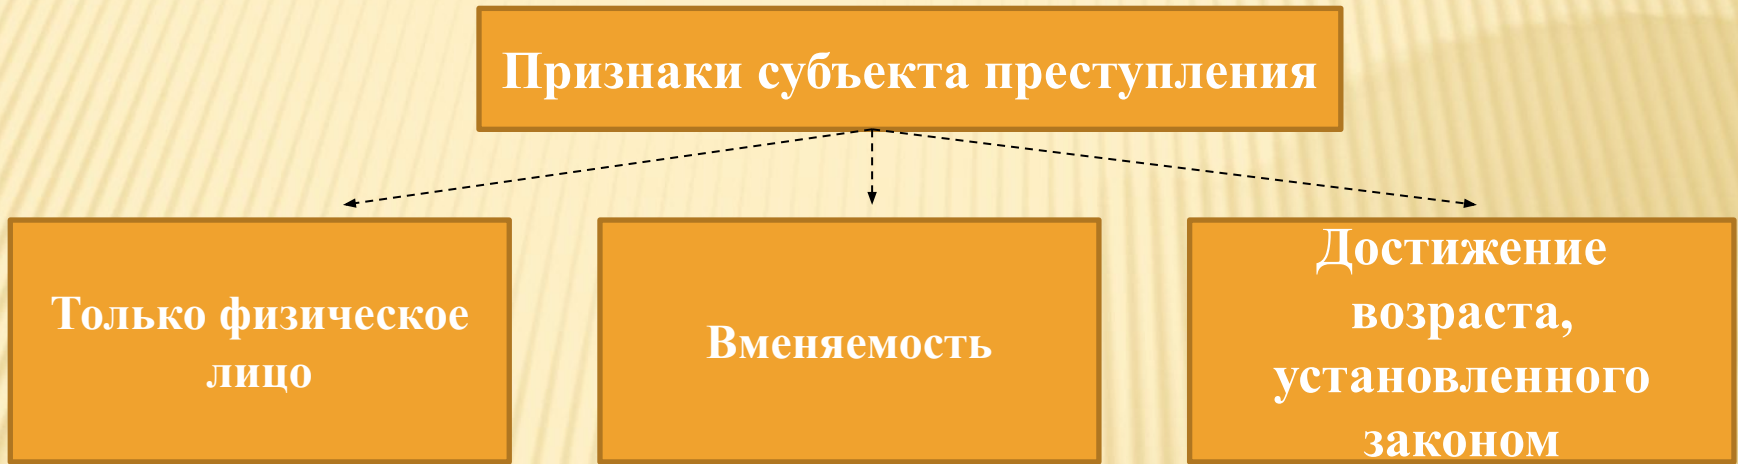 Признаки субъекта преступления
Только физическое
лицо
Вменяемость
Достижение
возраста,
установленного
законом